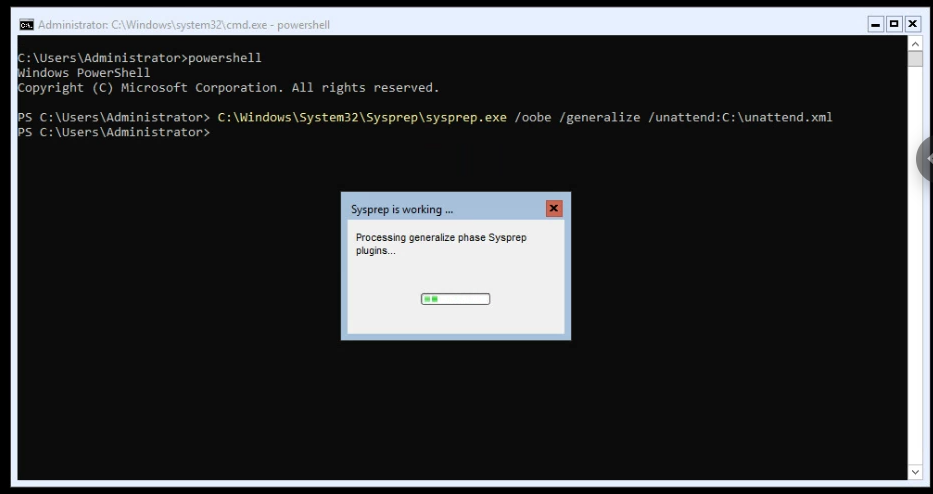 Administrator: C:\Windows\system32\cmd.exe - powershell
C:\Users\Administrator>powershell
Windows PowerShell
Copyright (C) Microsoft Corporation. All rights reserved.
PS C:\Users\Administrator> C:\Windows\System32\Sysprep\sysprep.exe /oobe /generalize /unattend:C:\unattend.xml
PS C:\Users\Administrator>
Sysprep is working ...
Processing generalize phase Sysprep
plugins...